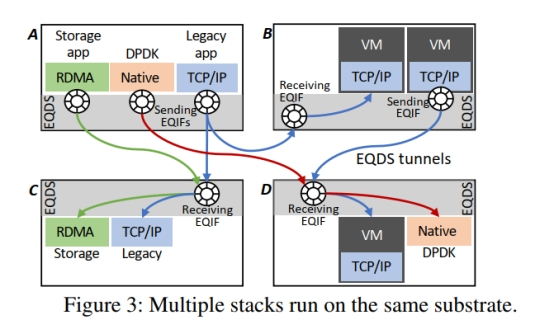 A
Storage
app
DPDK
Legacy
app
RDMA
Native
TCP/IP
EQDS
Sending
EQIFs
B
VM
VM
TCP/IP
TCP/IP
Receiving
EQIF
Sending
EQIF
EQDS
EQDS tunnels
C
EQDS
Receiving
EQIF
RDMA
TCP/IP
Storage
Legacy
D
EQDS
Receiving
EQIF
VM
TCP/IP
Native
DPDK
Figure 3: Multiple stacks run on the same substrate.